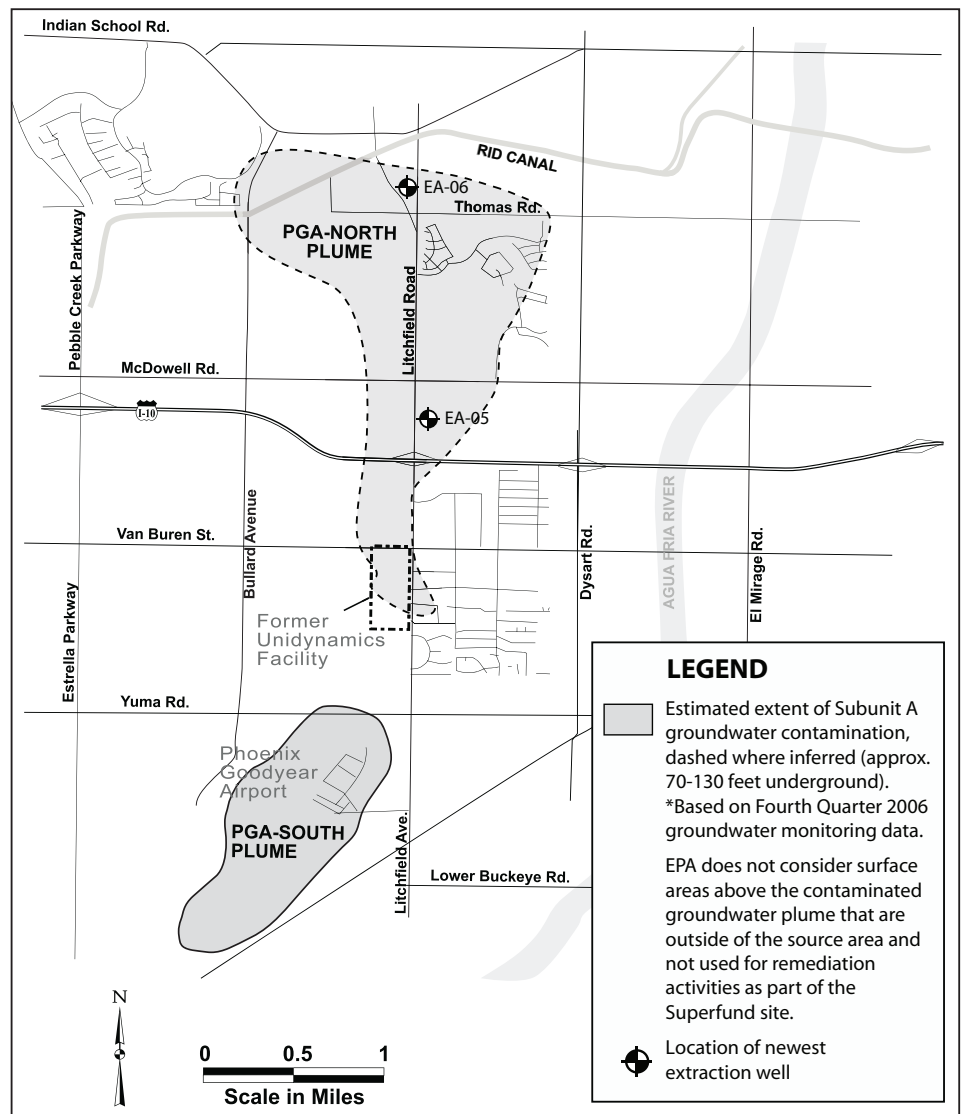 Indian School Rd.
RID CANAL
EA-06
Thomas Rd.
PGA-NORTH
PLUME
Pebble Creek Parkway
Litchfield Road
McDowell Rd.
I-10
EA-05
Bullard Avenue
Van Buren St.
Dysart Rd.
AGUA FRIA RIVER
El Mirage Rd.
Former
Unidynamics
Facility
Estrella Parkway
Yuma Rd.
Phoenix
Goodyear
Airport
PGA-SOUTH
PLUME
Litchfield Ave.
Lower Buckeye Rd.
N
0 0.5 1
Scale in Miles
LEGEND
Estimated extent of Subunit A
groundwater contamination,
dashed where inferred (approx.
70-130 feet underground).
*Based on Fourth Quarter 2006
groundwater monitoring data.
EPA does not consider surface
areas above the contaminated
groundwater plume that are
outside of the source area and
not used for remediation
activities as part of the
Superfund site.
Location of newest
extraction well